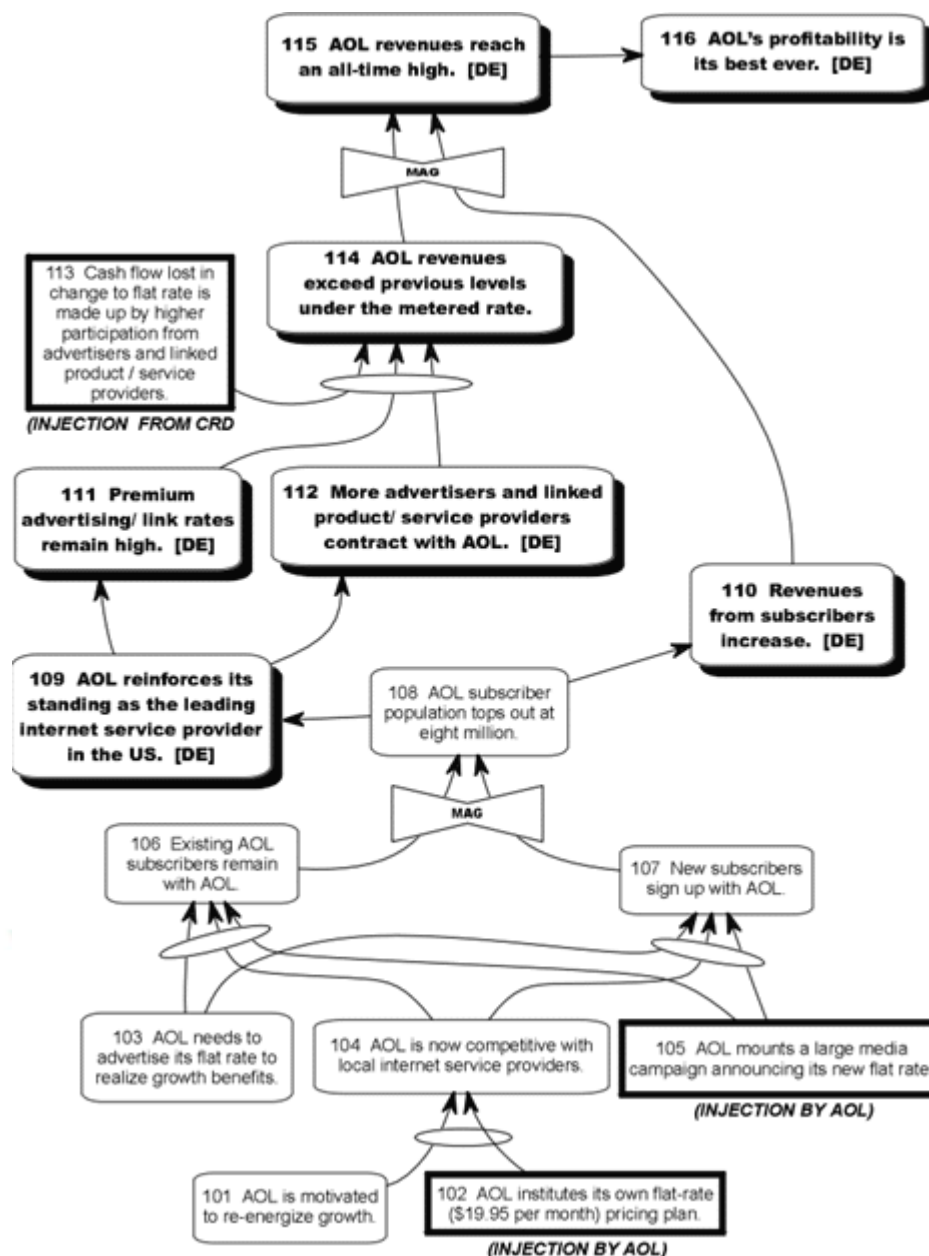 115 AOL revenues reach
an all-time high. [DE]
116 AOL's profitability is
its best ever. [DE]
MAG
114 AOL revenues
exceed previous levels
under the metered rate.
113 Cash flow lost in
change to flat rate is
made up by higher
participation from
advertisers and linked
product / service
providers.
(INJECTION FROM CRD
111 Premium
advertising/ link rates
remain high. [DE]
112 More advertisers and linked
product/ service providers
contract with AOL. [DE]
110 Revenues
from subscribers
increase. [DE]
109 AOL reinforces its
standing as the leading
internet service provider
in the US. [DE]
108 AOL subscriber
population tops out at
eight million.
MAG
106 Existing AOL
subscribers remain
with AOL.
107 New subscribers
sign up with AOL.
103 AOL needs to
advertise its flat rate to
realize growth benefits.
104 AOL is now competitive with
local internet service providers.
105 AOL mounts a large media
campaign announcing its new flat rate
(INJECTION BY AOL)
101 AOL is motivated
to re-energize growth.
102 AOL institutes its own flat-rate
($19.95 per month) pricing plan.
(INJECTION BY AOL)